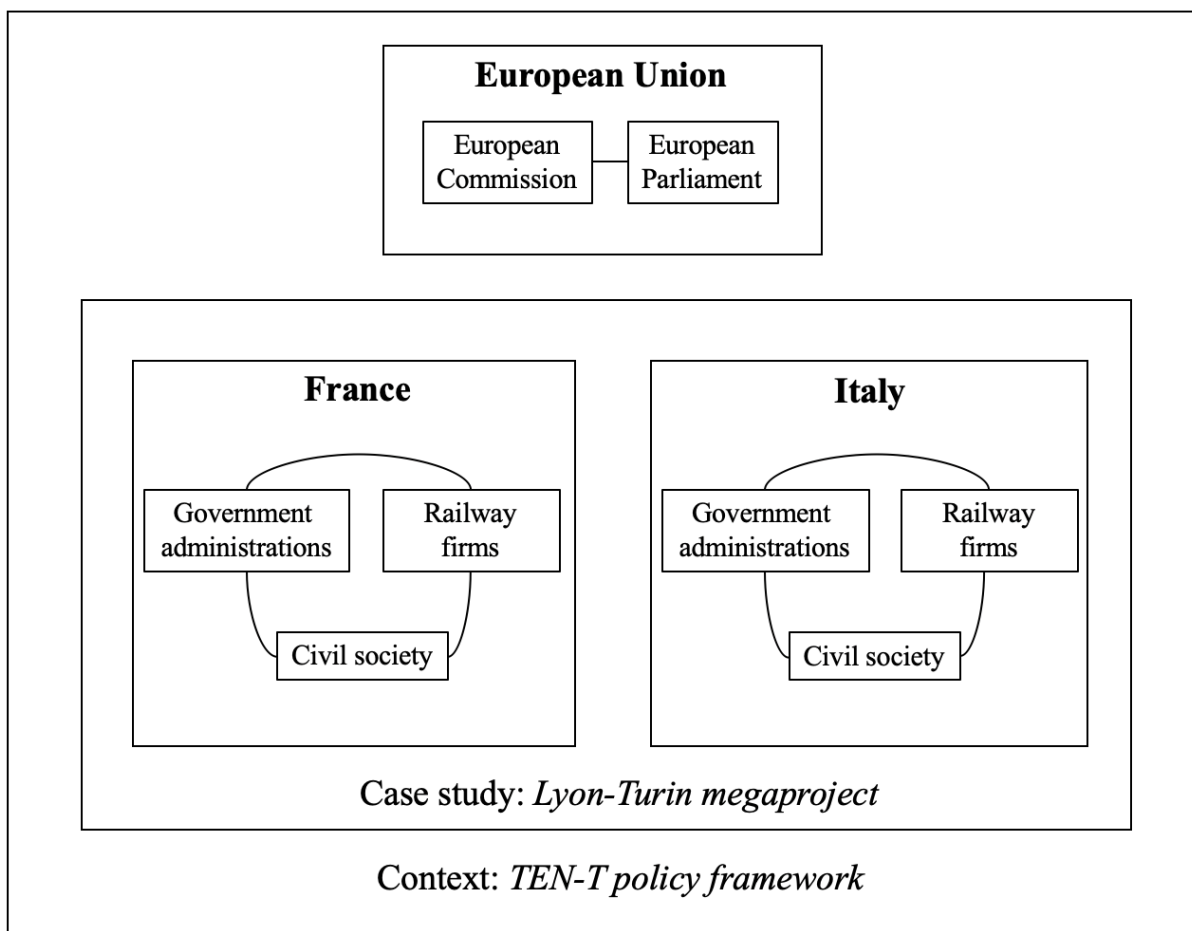 European Union
European
Commission
European
Parliament
France
Government
administrations
Railway
firms
Civil society
Italy
Government
administrations
Railway
firms
Civil society
Case study: Lyon-Turin megaproject
Context: TEN-T policy framework